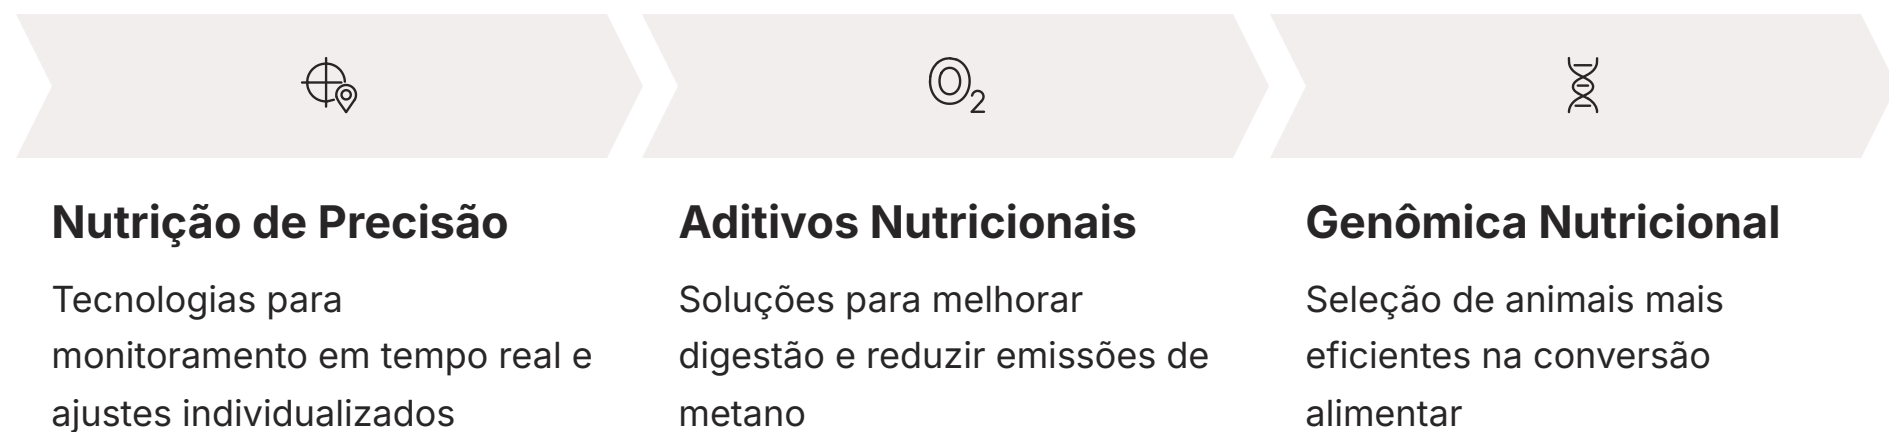 O2
Nutrição de Precisão
Tecnologias para
monitoramento em tempo real e
ajustes individualizados
Aditivos Nutricionais
Soluções para melhorar
digestão e reduzir emissões de
metano
Genômica Nutricional
Seleção de animais mais
eficientes na conversão
alimentar